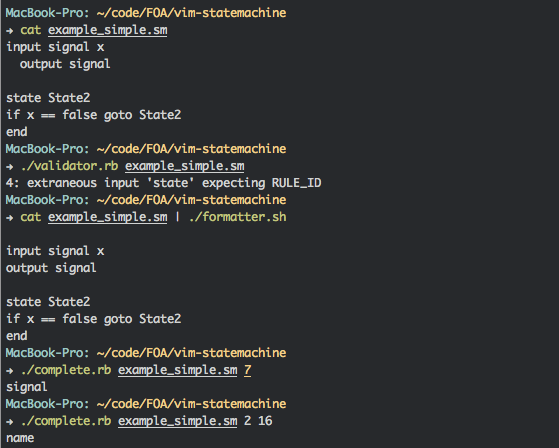 MacBook-Pro: ~/code/FOA/vim-statemachine
→ cat example_simple.sm
input signal x
  output signal

state State2
if x == false goto State2
end
MacBook-Pro: ~/code/FOA/vim-statemachine
→ ./validator.rb example_simple.sm
4: extraneous input 'state' expecting RULE_ID
MacBook-Pro: ~/code/FOA/vim-statemachine
→ cat example_simple.sm | ./formatter.sh

input signal x
output signal

state State2
if x == false goto State2
end
MacBook-Pro: ~/code/FOA/vim-statemachine
→ ./complete.rb example_simple.sm 7
signal
MacBook-Pro: ~/code/FOA/vim-statemachine
→ ./complete.rb example_simple.sm 2 16
name